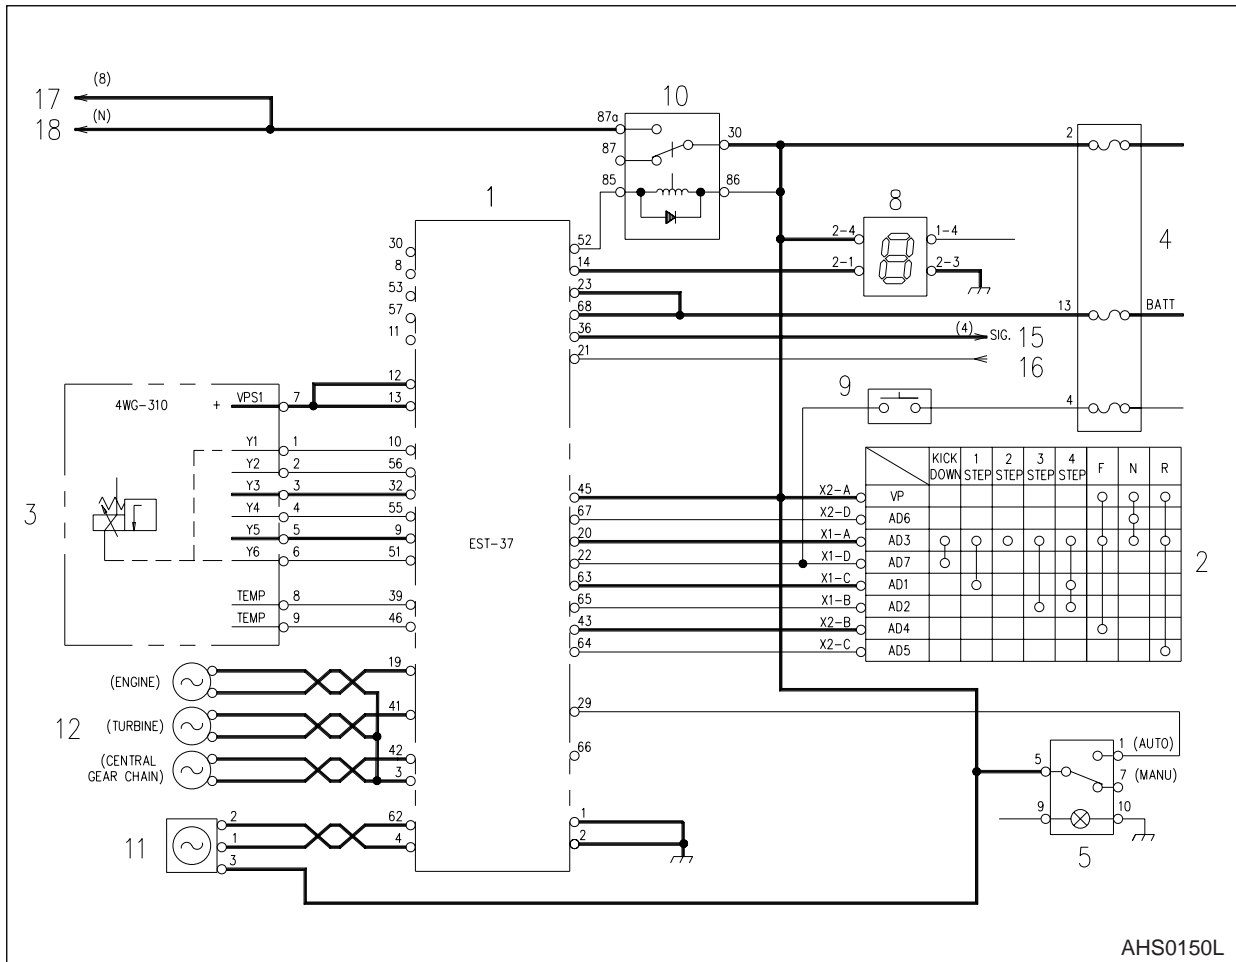 17 (8)
18 (N)
10
87a
87
30
85
86
2
1
8
2-4 1-4
2-1 2-3
4
30
8
53
57
11
52
14
23
68
36
21
13 BATT
(4) SIG. 15
16
9
4
12
13
10
56
32
55
9
51
39
46
3
4WG-310 + VPS1 7
Y1 1
Y2 2
Y3 3
Y4 4
Y5 5
Y6 6
TEMP 8
TEMP 9
EST-37
45 X2-A
67 X2-D
20 X1-A
22 X1-D
63 X1-C
65 X1-B
43 X2-B
64 X2-C
KICK DOWN 1 STEP 2 STEP 3 STEP 4 STEP F N R
VP
AD6
AD3
AD7
AD1
AD2
AD4
AD5
2
12
(ENGINE) 19
(TURBINE) 41
(CENTRAL 42
GEAR CHAIN) 3
29
66
1
2
11
2 62
1 4
3
5 1 (AUTO)
7 (MANU)
9 10
5
AHS0150L